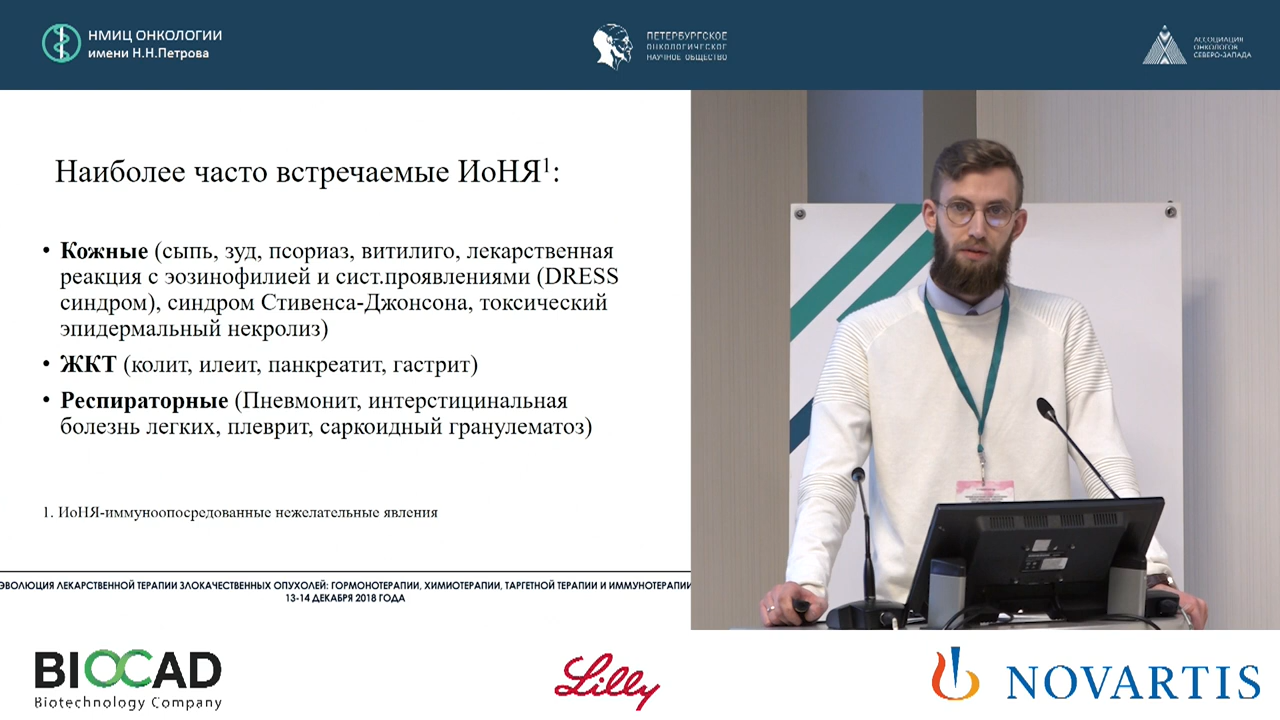 НМИЦ ОНКОЛОГИИ
имени Н.Н.Петрова
ПЕТЕРБУРГСКОЕ
ОНКОЛОГИЧЕСКОЕ
НАУЧНОЕ ОБЩЕСТВО
АССОЦИАЦИЯ
ОНКОЛОГОВ
СЕВЕРО-ЗАПАДА
Наиболее часто встречаемые ИоНЯ¹:
• Кожные (сыпь, зуд, псориаз, витилиго, лекарственная
реакция с эозинофилией и сист.проявлениями (DRESS
синдром), синдром Стивенса-Джонсона, токсический
эпидермальный некролиз)
• ЖКТ (колит, илеит, панкреатит, гастрит)
• Респираторные (Пневмонит, интерстицинальная
болезнь легких, плеврит, саркоидный гранулематоз)
1. ИоНЯ-иммуноопосредованные нежелательные явления
ЭВОЛЮЦИЯ ЛЕКАРСТВЕННОЙ ТЕРАПИИ ЗЛОКАЧЕСТВЕННЫХ ОПУХОЛЕЙ: ГОРМОНОТЕРАПИИ, ХИМИОТЕРАПИИ, ТАРГЕТНОЙ ТЕРАПИИ И ИММУНОТЕРАПИИ
13-14 ДЕКАБРЯ 2018 ГОДА
BIOCAD
Biotechnology Company
Lilly
NOVARTIS